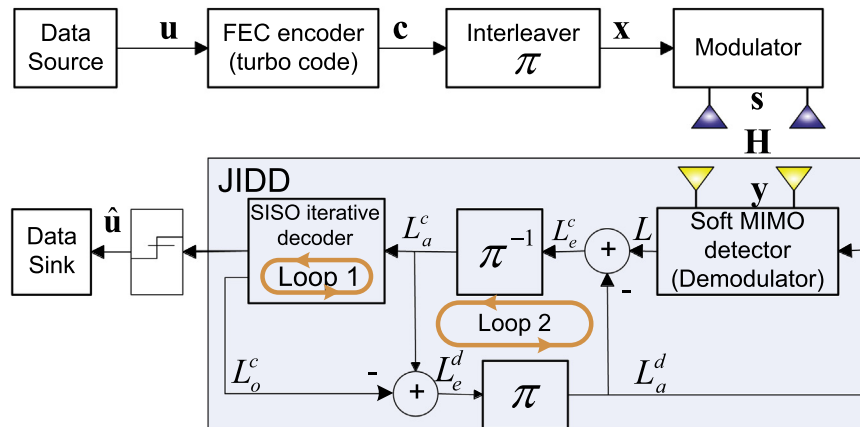 Data Source
u
FEC encoder (turbo code)
c
Interleaver π
x
Modulator
s
H
JIDD
y
Data Sink
û
SISO iterative decoder
Loop 1
L_a^c
π⁻¹
L_e^c
+
-
L
Soft MIMO detector (Demodulator)
Loop 2
L_o^c
-
+
L_e^d
π
L_a^d